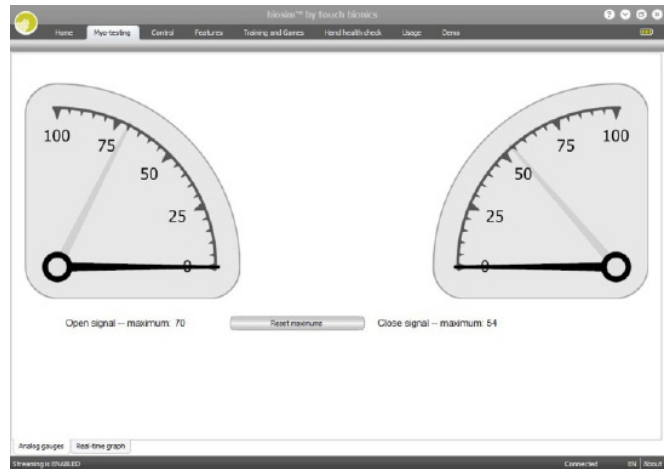 biosim™ by touch bionics
Home Myo-testing Control Features Training and Games Hand health check Usage Demo
100 75 50 25 0
100 75 50 25 0
Open signal -- maximum: 70 Reset maximums Close signal -- maximum: 54
Analog gauges Real-time graph
Streaming is ENABLED Connected EN About